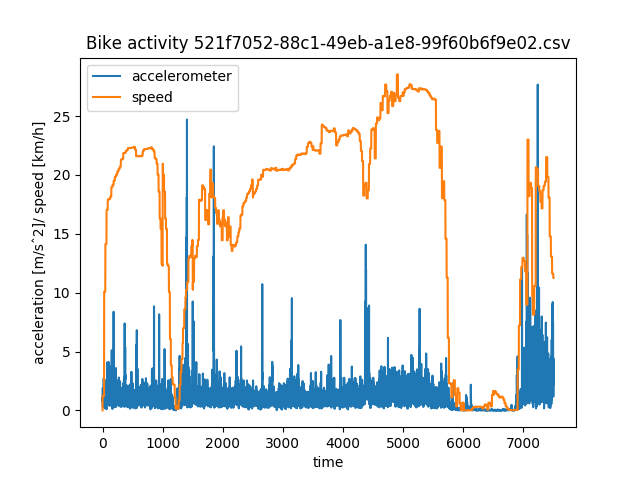 Bike activity 521f7052-88c1-49eb-a1e8-99f60b6f9e02.csv
accelerometer
speed
acceleration [m/s^2]/ speed [km/h]
25
20
15
10
5
0
0 1000 2000 3000 4000 5000 6000 7000
time